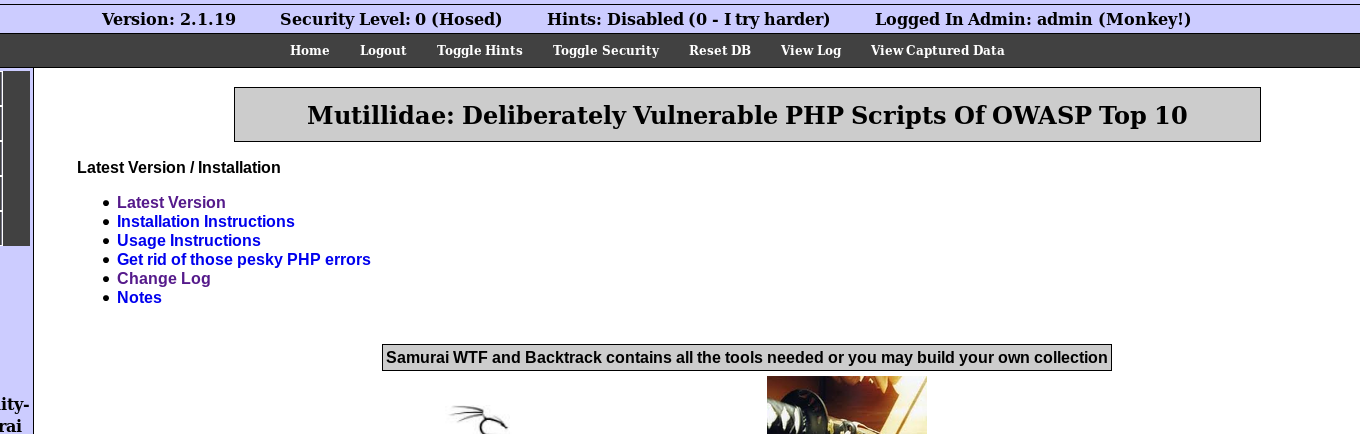 Version: 2.1.19 Security Level: 0 (Hosed) Hints: Disabled (0 - I try harder) Logged In Admin: admin (Monkey!)
Home Logout Toggle Hints Toggle Security Reset DB View Log View Captured Data
Mutillidae: Deliberately Vulnerable PHP Scripts Of OWASP Top 10
Latest Version / Installation
Latest Version
Installation Instructions
Usage Instructions
Get rid of those pesky PHP errors
Change Log
Notes
Samurai WTF and Backtrack contains all the tools needed or you may build your own collection